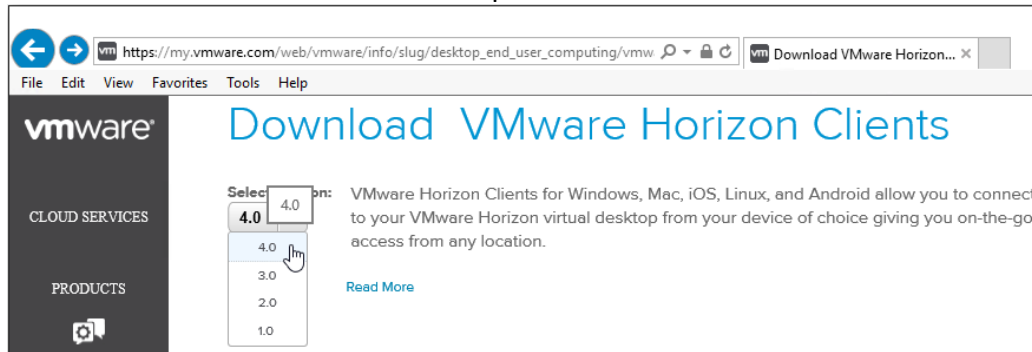 vm https://my.vmware.com/web/vmware/info/slug/desktop_end_user_computing/vmw
vm Download VMware Horizon...
File Edit View Favorites Tools Help
vmware®
Download VMware Horizon Clients
CLOUD SERVICES
PRODUCTS
4.0
4.0
4.0
3.0
2.0
1.0
VMware Horizon Clients for Windows, Mac, iOS, Linux, and Android allow you to connect
to your VMware Horizon virtual desktop from your device of choice giving you on-the-go
access from any location.
Read More